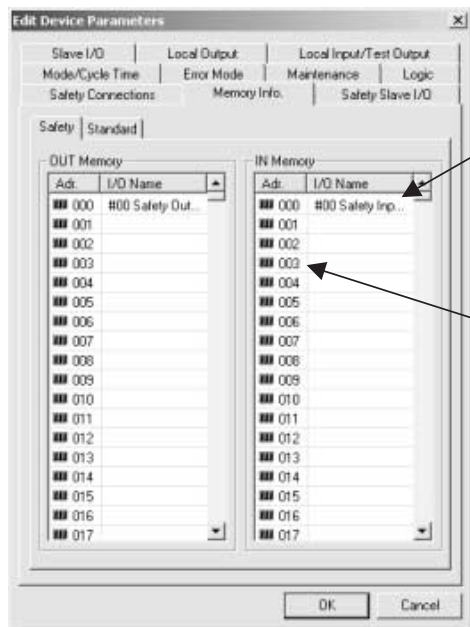 Edit Device Parameters
Slave I/O Local Output Local Input/Test Output
Mode/Cycle Time Error Mode Maintenance Logic
Safety Connections Memory Info. Safety Slave I/O
Safety Standard
OUT Memory IN Memory
Adr. I/O Name Adr. I/O Name
000 #00 Safety Out... 000 #00 Safety Inp...
001 001
002 002
003 003
004 004
005 005
006 006
007 007
008 008
009 009
010 010
011 011
012 012
013 013
014 014
015 015
016 016
017 017
OK Cancel